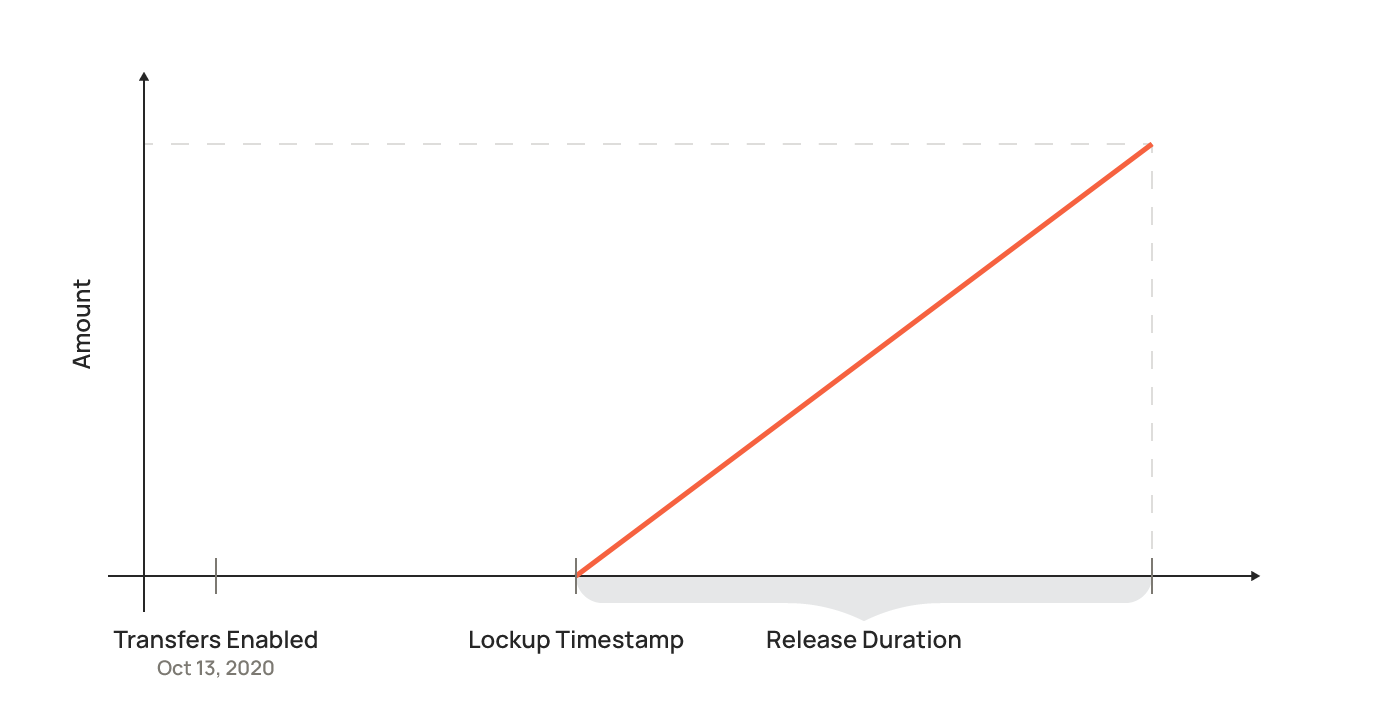 Amount
Transfers Enabled
Oct 13, 2020
Lockup Timestamp
Release Duration